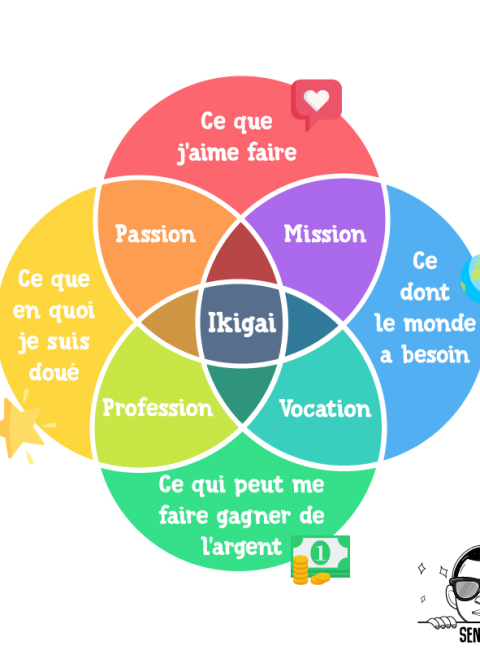 Ce que
j'aime faire
Passion
Mission
Ce que
en quoi
je suis
doué
Ce
dont
le monde
a besoin
Ikigai
Profession
Vocation
Ce qui peut me
faire gagner de
l'argent
1